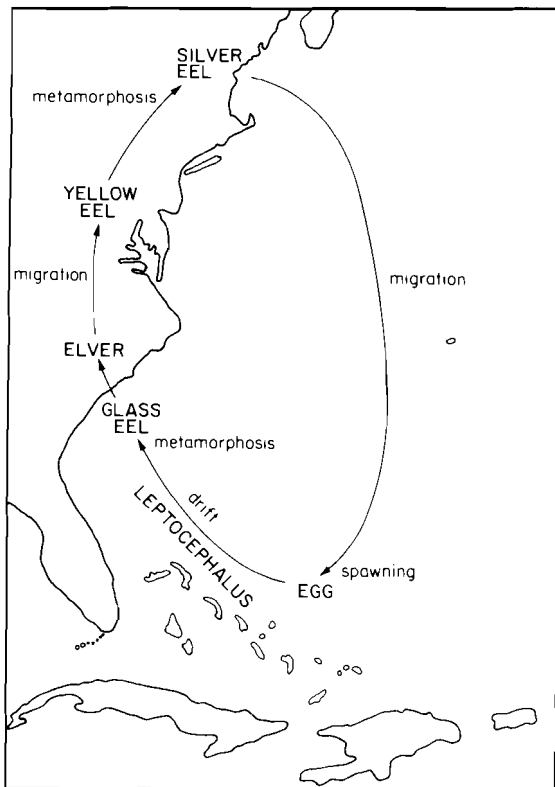 SILVER
EEL
metamorphosis
YELLOW
EEL
migration
migration
ELVER
GLASS
EEL
metamorphosis
drift
LEPTOCEPHALUS
spawning
EGG